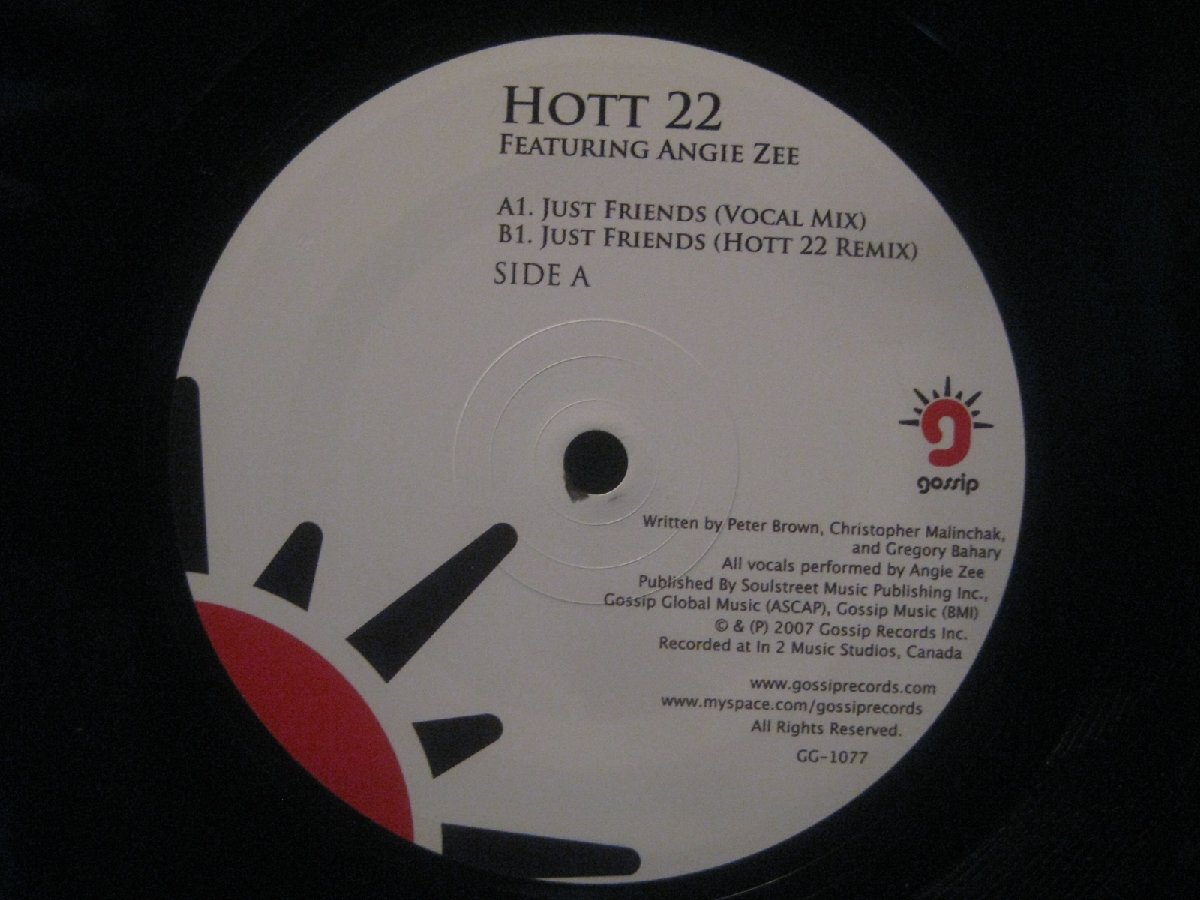 HOTT 22
FEATURING ANGIE ZEE
A1. JUST FRIENDS (VOCAL MIX)
B1. JUST FRIENDS (HOTT 22 REMIX)
SIDE A
g
gossip
Written by Peter Brown, Christopher Malinchak,
and Gregory Bahary
All vocals performed by Angie Zee
Published By Soulstreet Music Publishing Inc.,
Gossip Global Music (ASCAP), Gossip Music (BMI)
© & (P) 2007 Gossip Records Inc.
Recorded at In 2 Music Studios, Canada
www.gossiprecords.com
www.myspace.com/gossiprecords
All Rights Reserved.
GG-1077